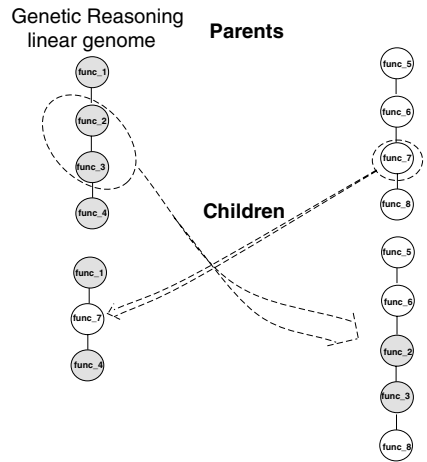 Genetic Reasoning
linear genome
Parents
func_1
func_2
func_3
func_4
func_5
func_6
func_7
func_8
Children
func_1
func_7
func_4
func_5
func_6
func_2
func_3
func_8